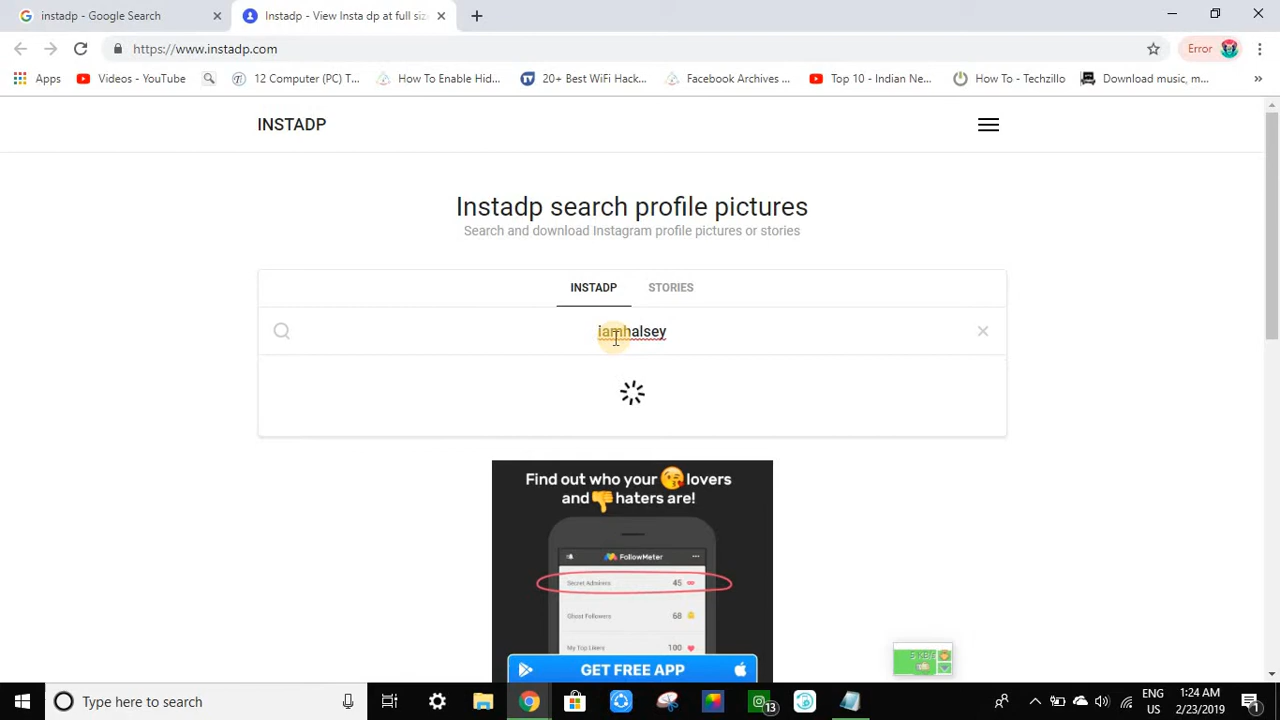 instadp - Google Search
Instadp - View Insta dp at full siz
https://www.instadp.com
Error
Apps
Videos - YouTube
12 Computer (PC) T...
How To Enable Hid...
20+ Best WiFi Hack...
Facebook Archives ...
Top 10 - Indian Ne...
How To - Techzillo
Download music, m...
»
INSTADP
Instadp search profile pictures
Search and download Instagram profile pictures or stories
INSTADP
STORIES
iamhalsey
Find out who your lovers
and haters are!
FollowMeter
Secret Admirers 45
Ghost Followers 68
My Top Likers 100
GET FREE APP
Type here to search
13
ENG
US
1:24 AM
2/23/2019
1